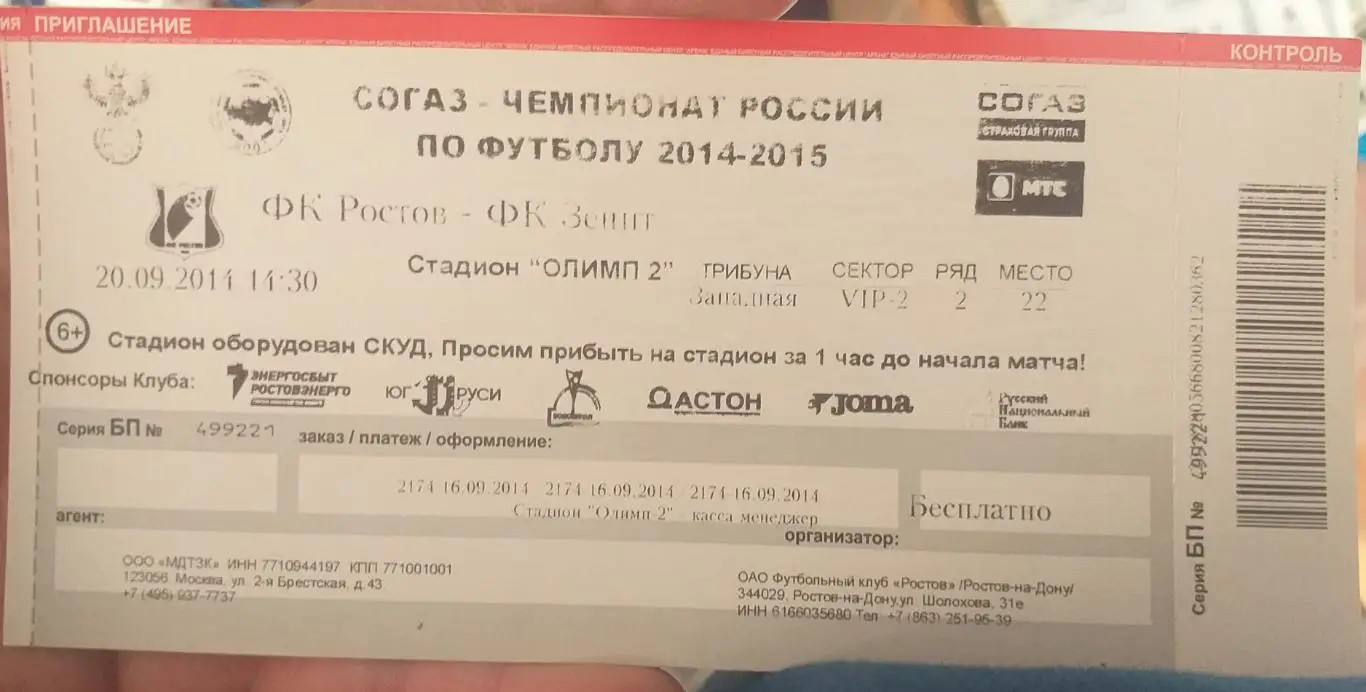 ИЯ ПРИГЛАШЕНИЕ
КОНТРОЛЬ
СОГАЗ - ЧЕМПИОНАТ РОССИИ
ПО ФУТБОЛУ 2014-2015
СОГАЗ
СТРАХОВАЯ ГРУППА
МТС
ФК Ростов - ФК Зенит
20.09.2014 14:30
Стадион "ОЛИМП 2"
ТРИБУНА СЕКТОР РЯД МЕСТО
Западная VIP-2 2 22
6+ Стадион оборудован СКУД, Просим прибыть на стадион за 1 час до начала матча!
Спонсоры Клуба:
ЭНЕРГОСБЫТ
РОСТОВЭНЕРГО
ЮГ РУСИ
АСТОН
Joma
Русский
Национальный
Банк
Серия БП № 499221
заказ / платеж / оформление:
2174 16.09.2014 2174 16.09.2014 2174 16.09.2014
Стадион "Олимп 2" - касса менеджер
Бесплатно
агент:
ООО «МДТЗК» ИНН 7710944197 КПП 771001001
123056, Москва, ул. 2-я Брестская, д.43.
+7 (495) 937-7737
организатор:
ОАО Футбольный клуб «Ростов» /Ростов-на-Дону/
344029, Ростов-на-Дону,ул. Шолохова, 31е
ИНН 6166035680 Тел. +7 (863) 251-95-39
Серия БП №